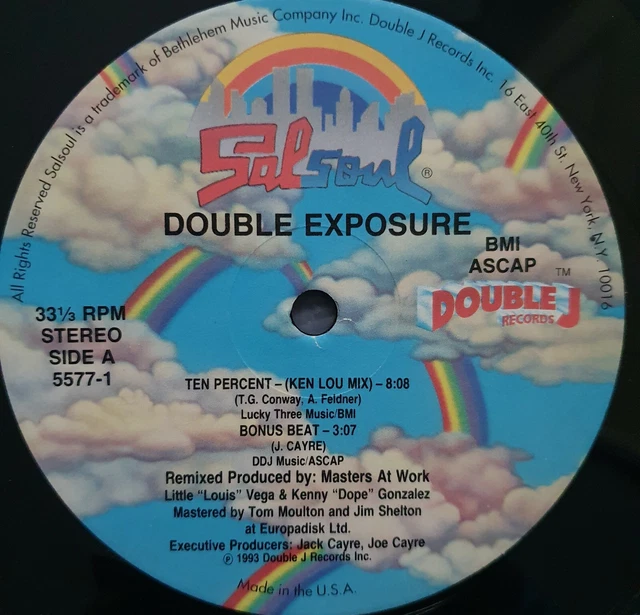 All Rights Reserved Salsoul is a trademark of Bethlehem Music Company Inc. Double J Records Inc. 16 East 40th St. New York, N.Y. 10016
Salsoul®
DOUBLE EXPOSURE
BMI
ASCAP
DOUBLE J ™
RECORDS
33⅓ RPM
STEREO
SIDE A
5577-1
TEN PERCENT – (KEN LOU MIX) – 8:08
(T.G. Conway, A. Feldner)
Lucky Three Music/BMI
BONUS BEAT – 3:07
(J. CAYRE)
DDJ Music/ASCAP
Remixed Produced by: Masters At Work
Little "Louis" Vega & Kenny "Dope" Gonzalez
Mastered by Tom Moulton and Jim Shelton
at Europadisk Ltd.
Executive Producers: Jack Cayre, Joe Cayre
℗ 1993 Double J Records Inc.
Made in the U.S.A.